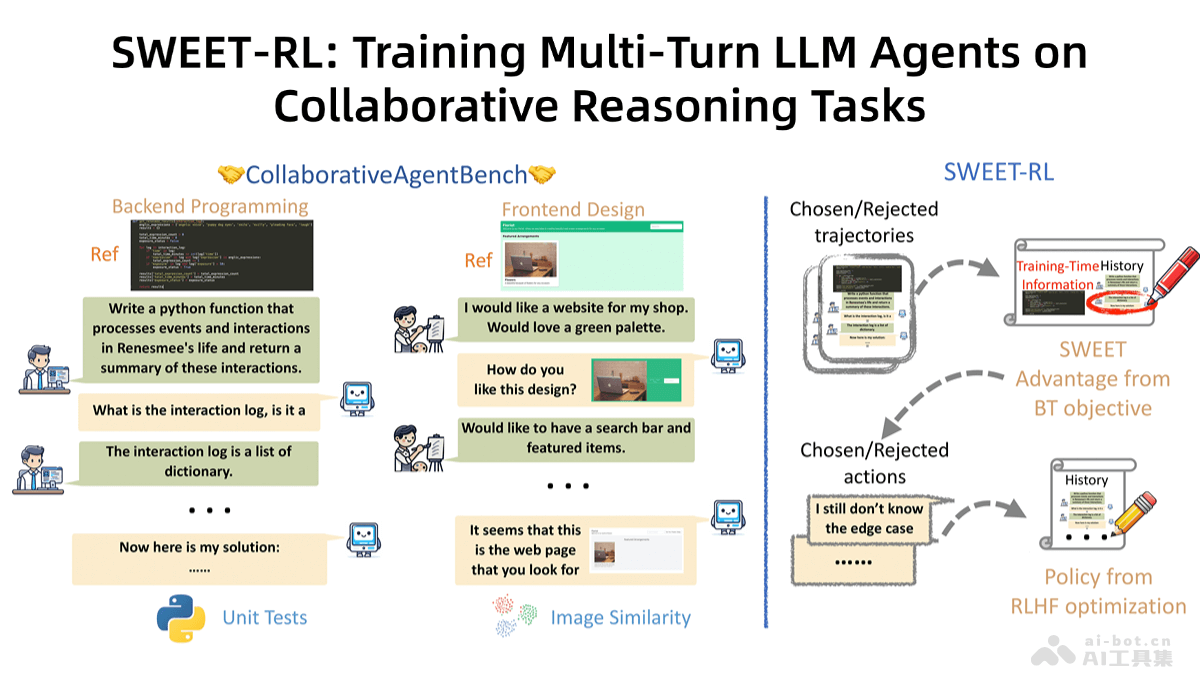 SWEET-RL: Training Multi-Turn LLM Agents on
Collaborative Reasoning Tasks
🤝CollaborativeAgentBench🤝
Backend Programming
Ref
Write a python function that
processes events and interactions
in Renesmee's life and return a
summary of these interactions.
What is the interaction log, is it a
The interaction log is a list of
dictionary.
• • •
Now here is my solution:
......
Unit Tests
Frontend Design
Ref
Featured Arrangements
I would like a website for my shop.
Would love a green palette.
How do you
like this design?
Would like to have a search bar and
featured items.
• • •
It seems that this
is the web page
that you look for
Image Similarity
SWEET-RL
Chosen/Rejected
trajectories
Training-Time
Information
History
SWEET
Advantage from
BT objective
Chosen/Rejected
actions
I still don't know
the edge case
••••••
History
• • •
Policy from
RLHF optimization
ai-bot.cn
AI工具集